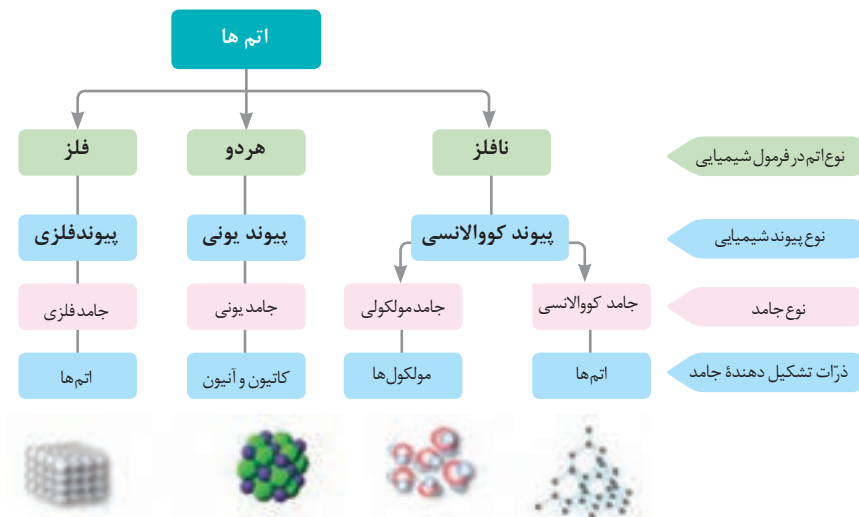 اتم ها
نوع اتم در فرمول شیمیایی
نافلز
هردو
فلز
نوع پیوند شیمیایی
پیوند کووالانسی
پیوند یونی
پیوندفلزی
نوع جامد
جامد کووالانسی
جامد مولکولی
جامد یونی
جامد فلزی
ذرّات تشکیل دهندهٔ جامد
اتم‌ها
مولکول‌ها
کاتیون و آنیون
اتم‌ها